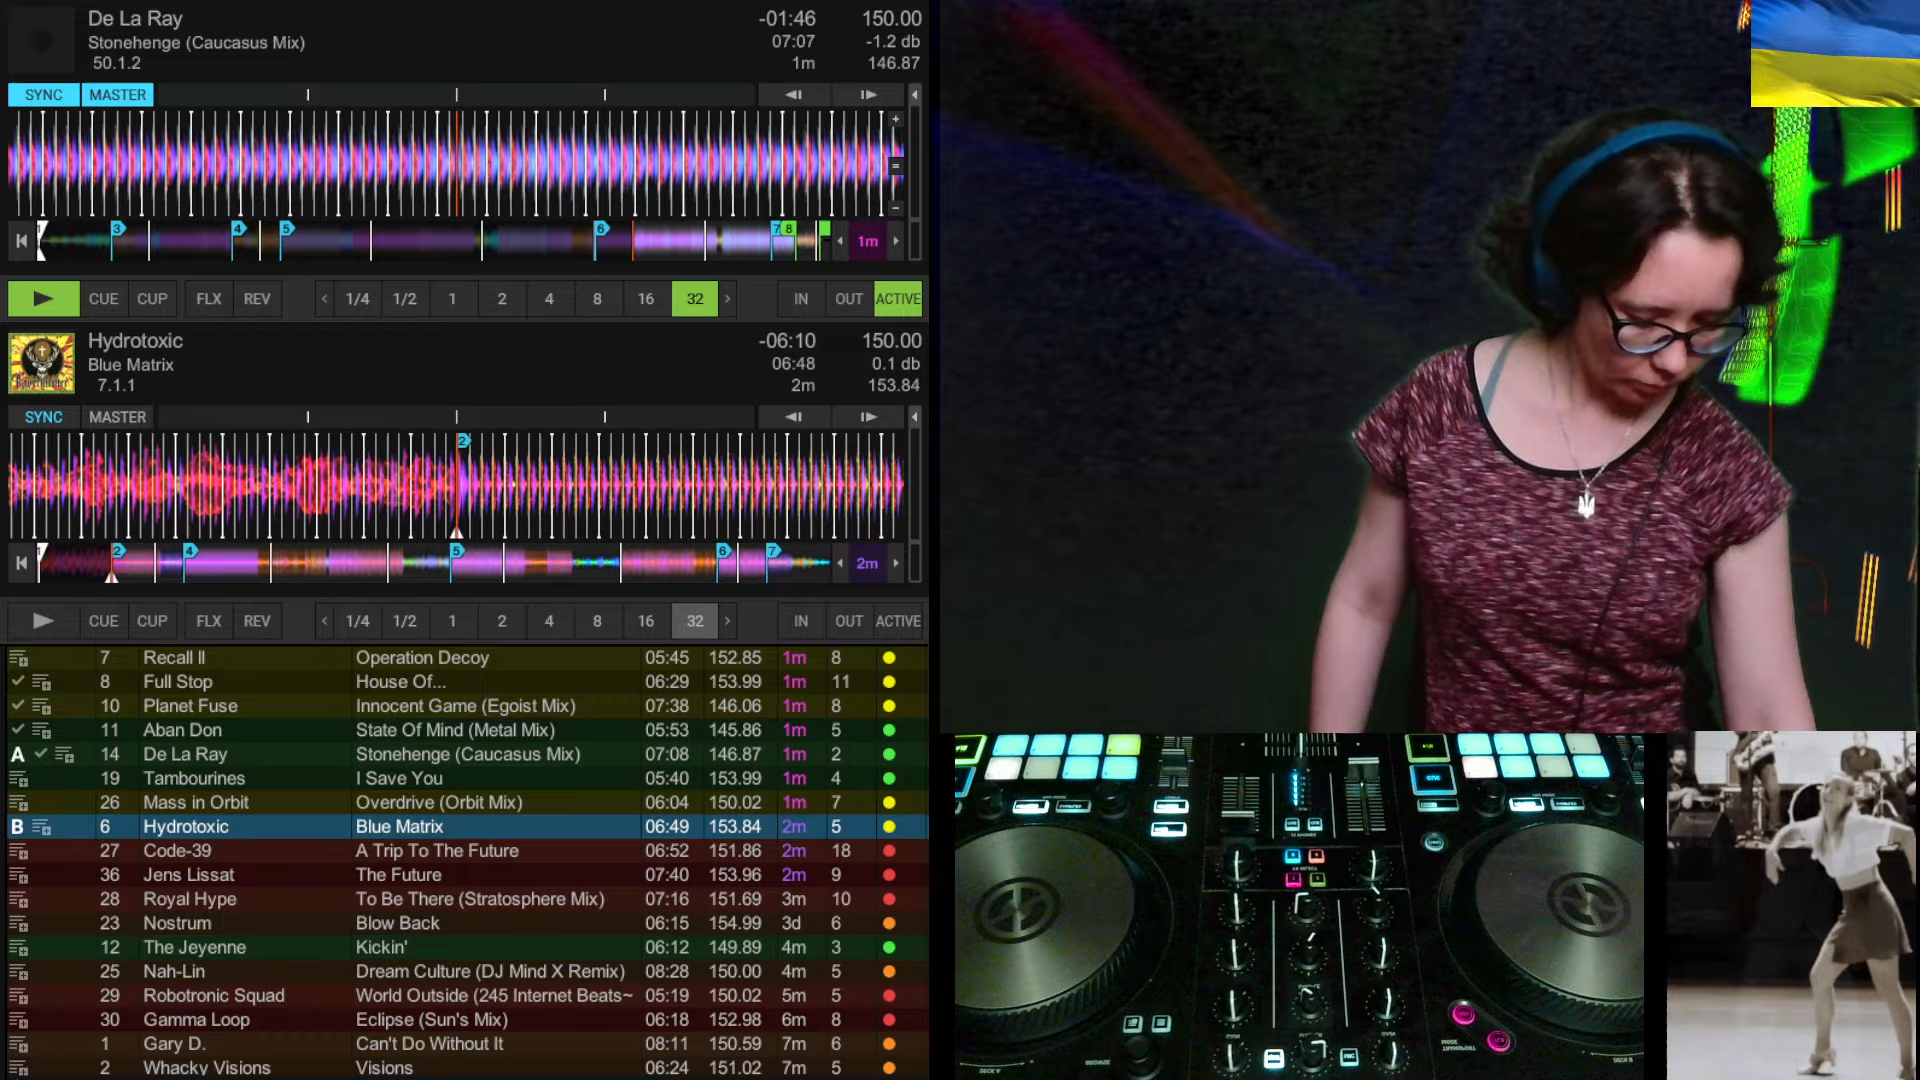 De La Ray -01:46 150.00
Stonehenge (Caucasus Mix) 07:07 -1.2 db
50.1.2 1m 146.87
SYNC MASTER
3 4 5 6 7 8 1m
CUE CUP FLX REV 1/4 1/2 1 2 4 8 16 32 IN OUT ACTIVE
Hydrotoxic -06:10 150.00
Blue Matrix 06:48 0.1 db
7.1.1 2m 153.84
SYNC MASTER
2
2 4 5 6 7 2m
CUE CUP FLX REV 1/4 1/2 1 2 4 8 16 32 IN OUT ACTIVE
7 Recall II Operation Decoy 05:45 152.85 1m 8
8 Full Stop House Of... 06:29 153.99 1m 11
10 Planet Fuse Innocent Game (Egoist Mix) 07:38 146.06 1m 8
11 Aban Don State Of Mind (Metal Mix) 05:53 145.86 1m 5
A 14 De La Ray Stonehenge (Caucasus Mix) 07:08 146.87 1m 2
19 Tambourines I Save You 05:40 153.99 1m 4
26 Mass in Orbit Overdrive (Orbit Mix) 06:04 150.02 1m 7
B 6 Hydrotoxic Blue Matrix 06:49 153.84 2m 5
27 Code-39 A Trip To The Future 06:52 151.86 2m 18
36 Jens Lissat The Future 07:40 153.96 2m 9
28 Royal Hype To Be There (Stratosphere Mix) 07:16 151.69 3m 10
23 Nostrum Blow Back 06:15 154.99 3d 6
12 The Jeyenne Kickin' 06:12 149.89 4m 3
25 Nah-Lin Dream Culture (DJ Mind X Remix) 08:28 150.00 4m 5
29 Robotronic Squad World Outside (245 Internet Beats~ 05:19 150.02 5m 5
30 Gamma Loop Eclipse (Sun's Mix) 06:18 152.98 6m 8
1 Gary D. Can't Do Without It 08:11 150.59 7m 6
2 Whacky Visions Visions 06:24 151.02 7m 5